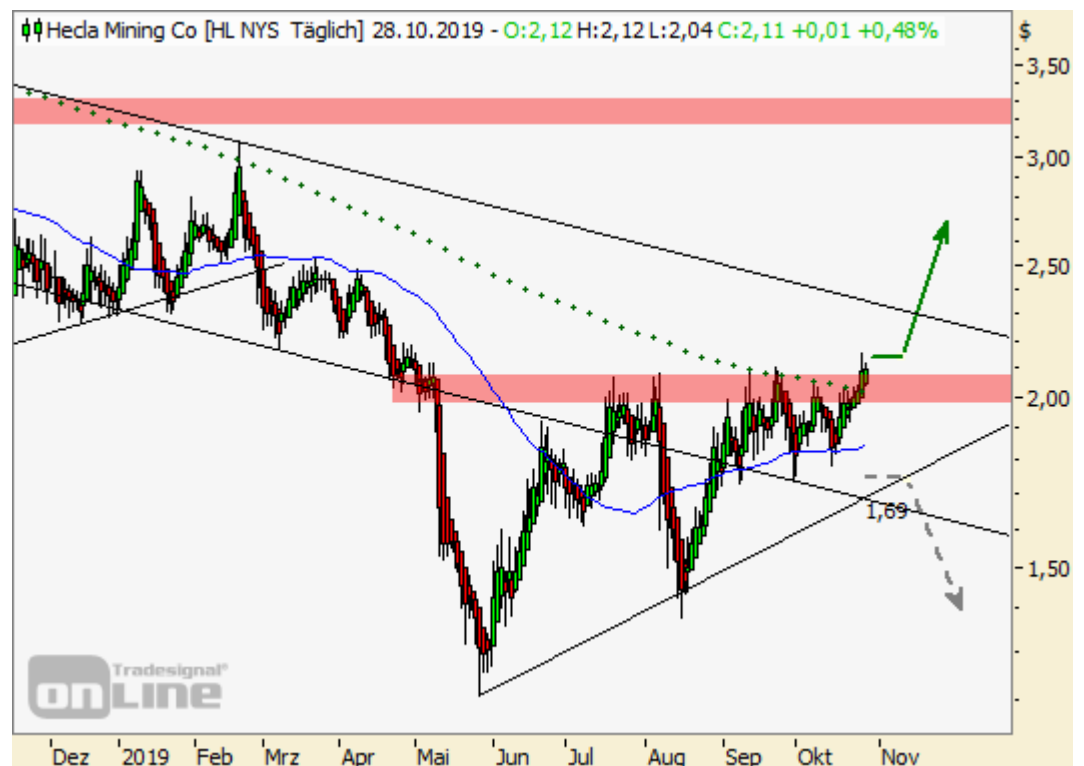 Hecla Mining Co [HL NYS Täglich] 28.10.2019 - O:2,12 H:2,12 L:2,04 C:2,11 +0,01 +0,48%
$
3,50
3,00
2,50
2,00
1,69
1,50
Tradesignal®
onLine
Dez 2019 Feb Mrz Apr Mai Jun Jul Aug Sep Okt Nov